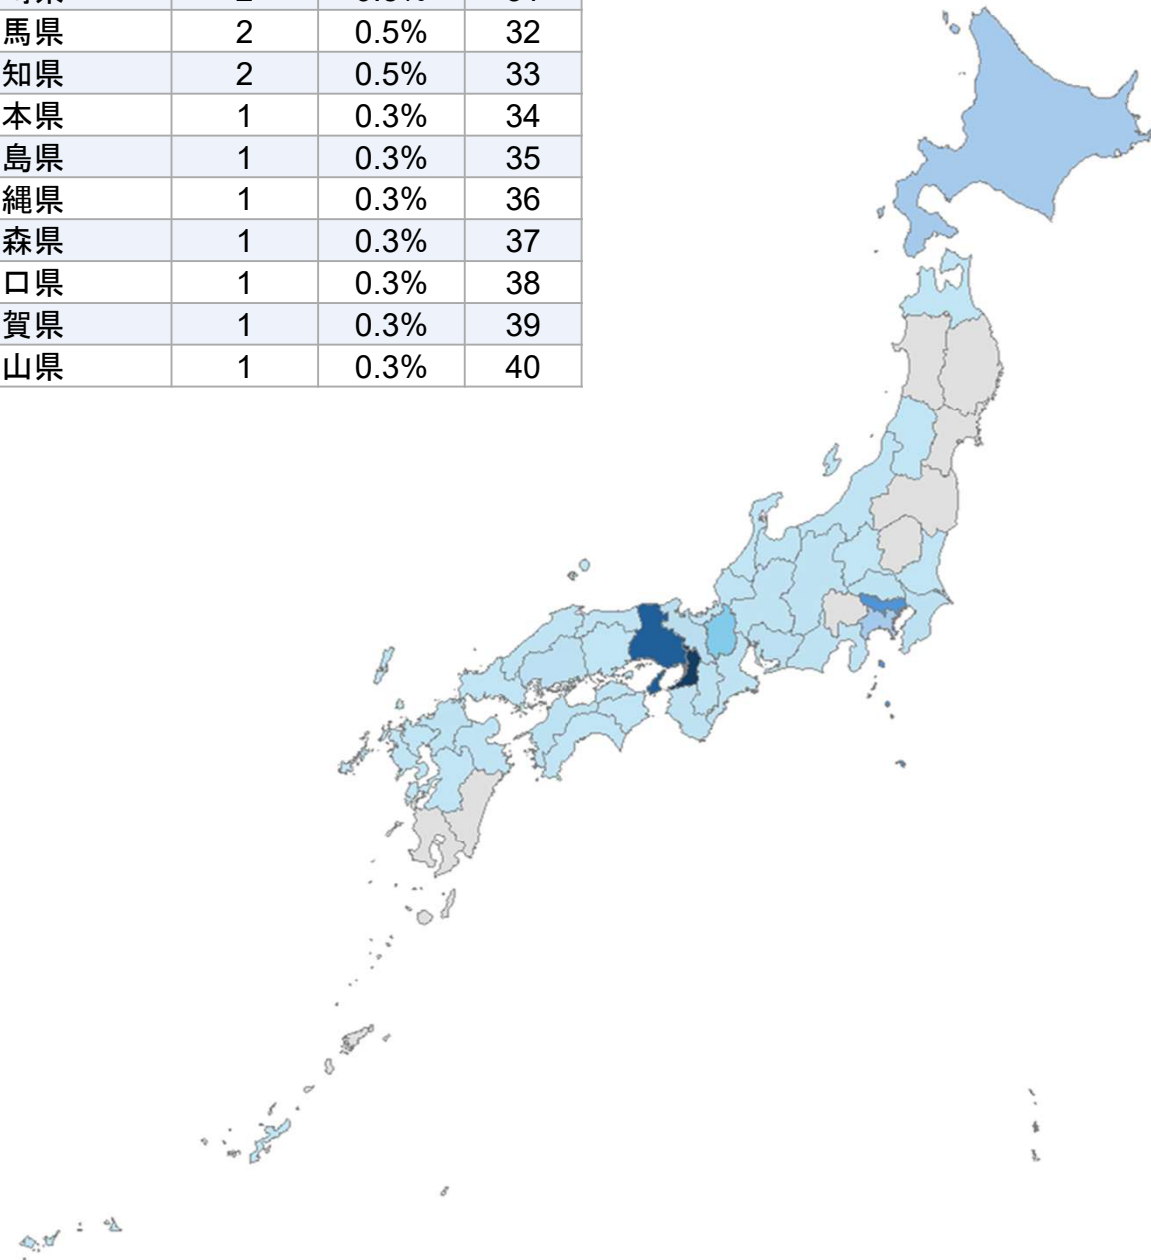 馬県 2 0.5% 32
知県 2 0.5% 33
本県 1 0.3% 34
島県 1 0.3% 35
縄県 1 0.3% 36
森県 1 0.3% 37
口県 1 0.3% 38
賀県 1 0.3% 39
山県 1 0.3% 40